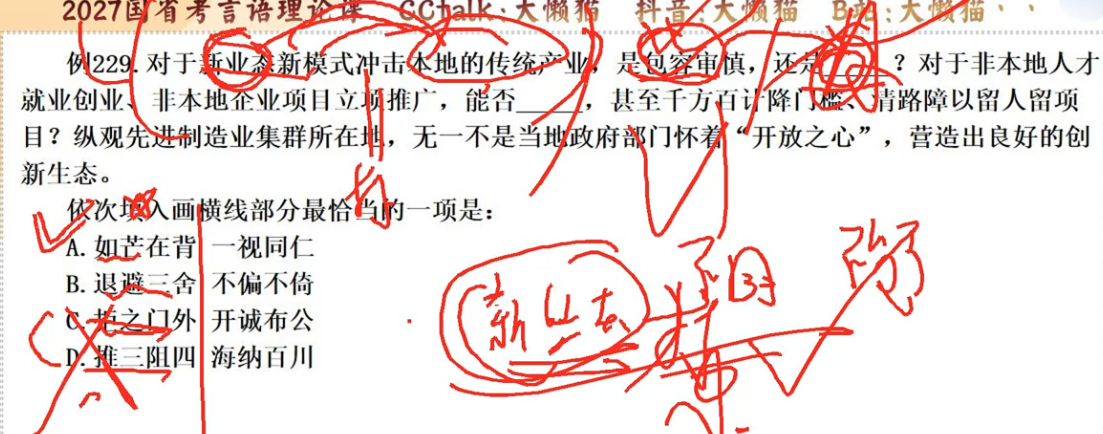 2027国省考言语理论课 CCtalk:大懒猫 抖音:大懒猫 B站:大懒猫
例229.对于新业态新模式冲击本地的传统产业，是包容审慎，还是____？对于非本地人才
就业创业、非本地企业项目立项推广，能否____，甚至千方百计降门槛、清路障以留人留项
目？纵观先进制造业集群所在地，无一不是当地政府部门怀着“开放之心”，营造出良好的创
新生态。
依次填入画横线部分最恰当的一项是：
A.如芒在背 一视同仁
B.退避三舍 不偏不倚
C.拒之门外 开诚布公
D.推三阻四 海纳百川
新业态